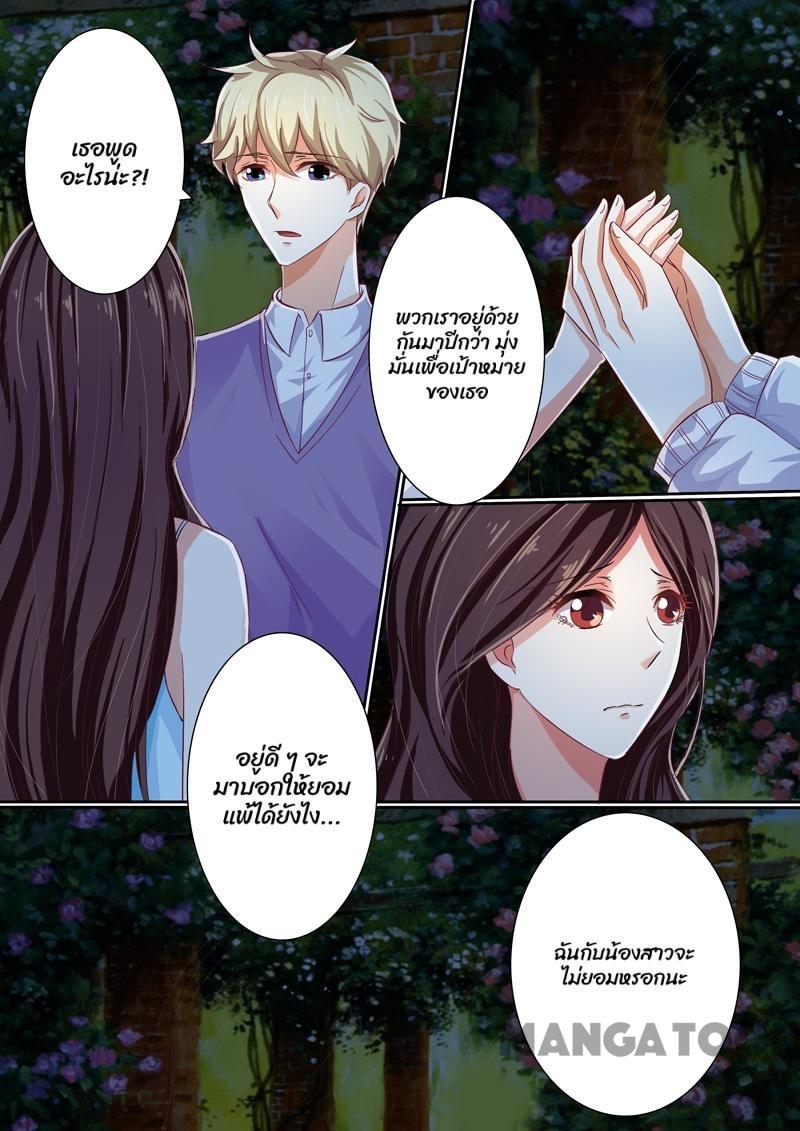 เธอพูด
อะไรน่ะ?!
พวกเราอยู่ด้วย
กันมาปีกว่า มุ่ง
มั่นเพื่อเป้าหมาย
ของเธอ
อยู่ดี ๆ จะ
มาบอกให้ยอม
แพ้ได้ยังไง...
ฉันกับน้องสาวจะ
ไม่ยอมหรอกนะ
MANGATO